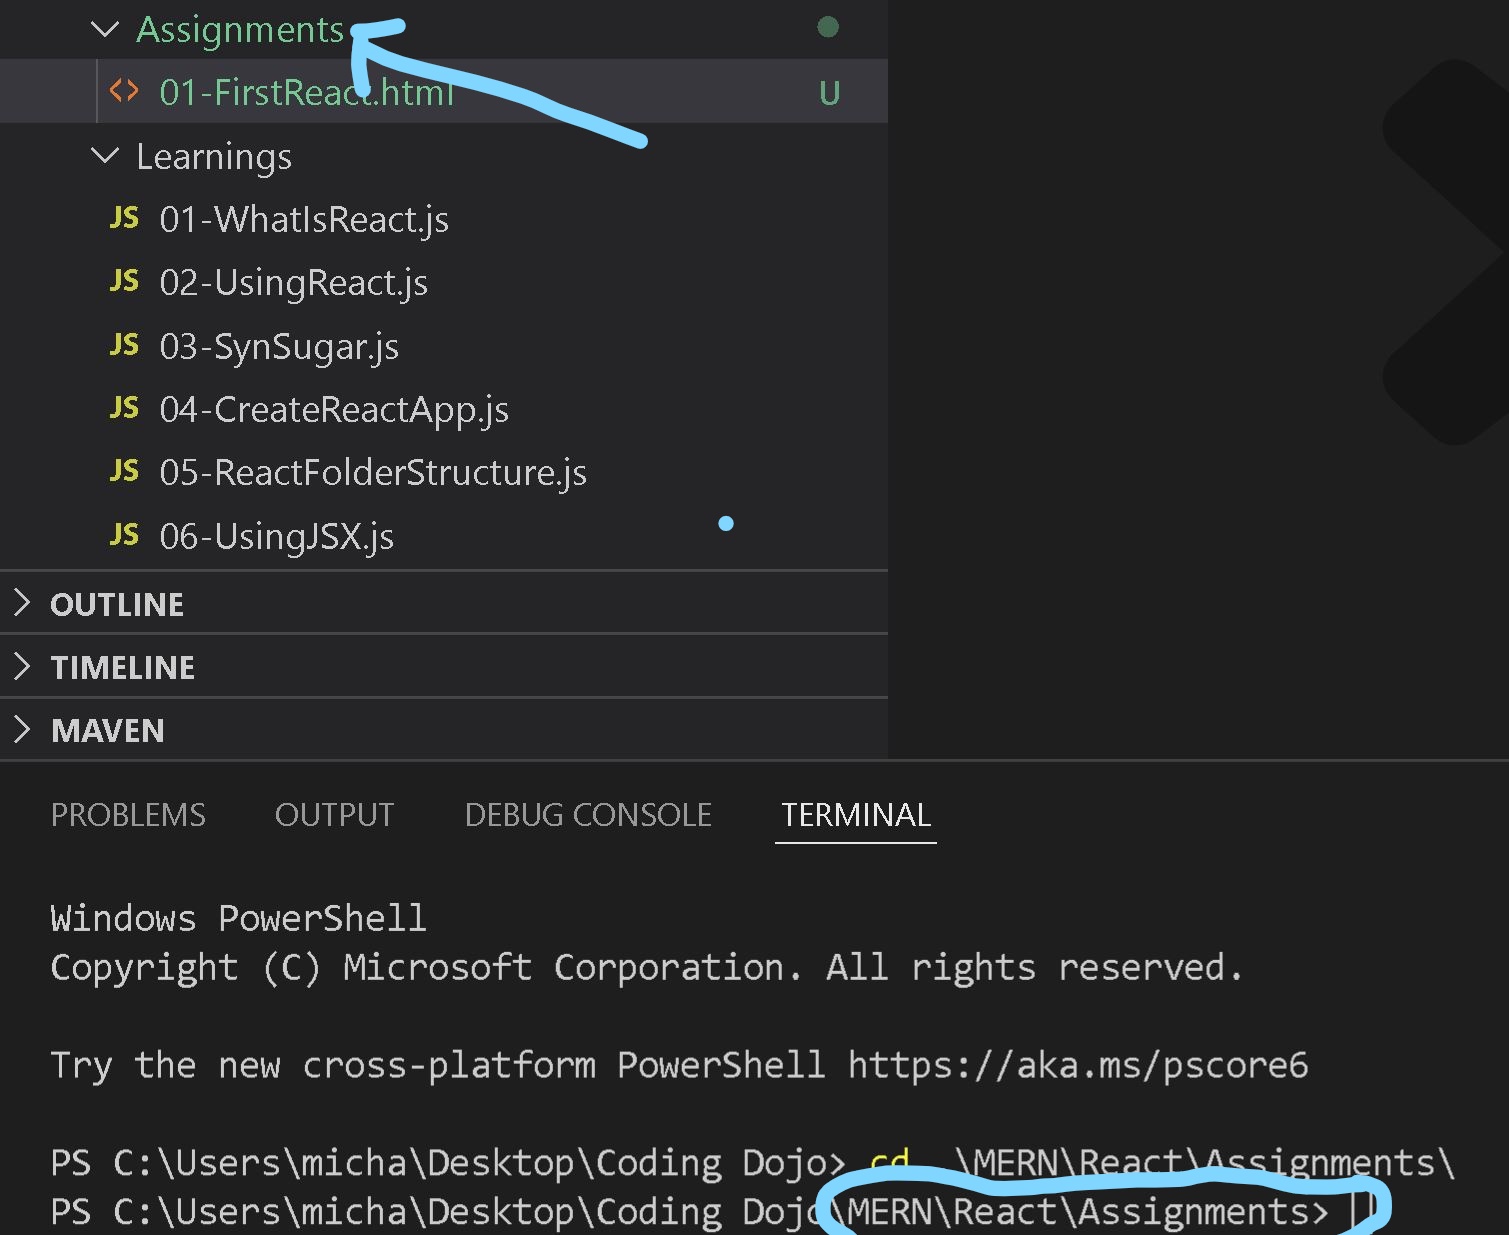 Assignments
01-FirstReact.html U
Learnings
JS 01-WhatIsReact.js
JS 02-UsingReact.js
JS 03-SynSugar.js
JS 04-CreateReactApp.js
JS 05-ReactFolderStructure.js
JS 06-UsingJSX.js
OUTLINE
TIMELINE
MAVEN
PROBLEMS OUTPUT DEBUG CONSOLE TERMINAL
Windows PowerShell
Copyright (C) Microsoft Corporation. All rights reserved.
Try the new cross-platform PowerShell https://aka.ms/pscore6
PS C:\Users\micha\Desktop\Coding Dojo> cd .\MERN\React\Assignments\
PS C:\Users\micha\Desktop\Coding Dojo\MERN\React\Assignments>